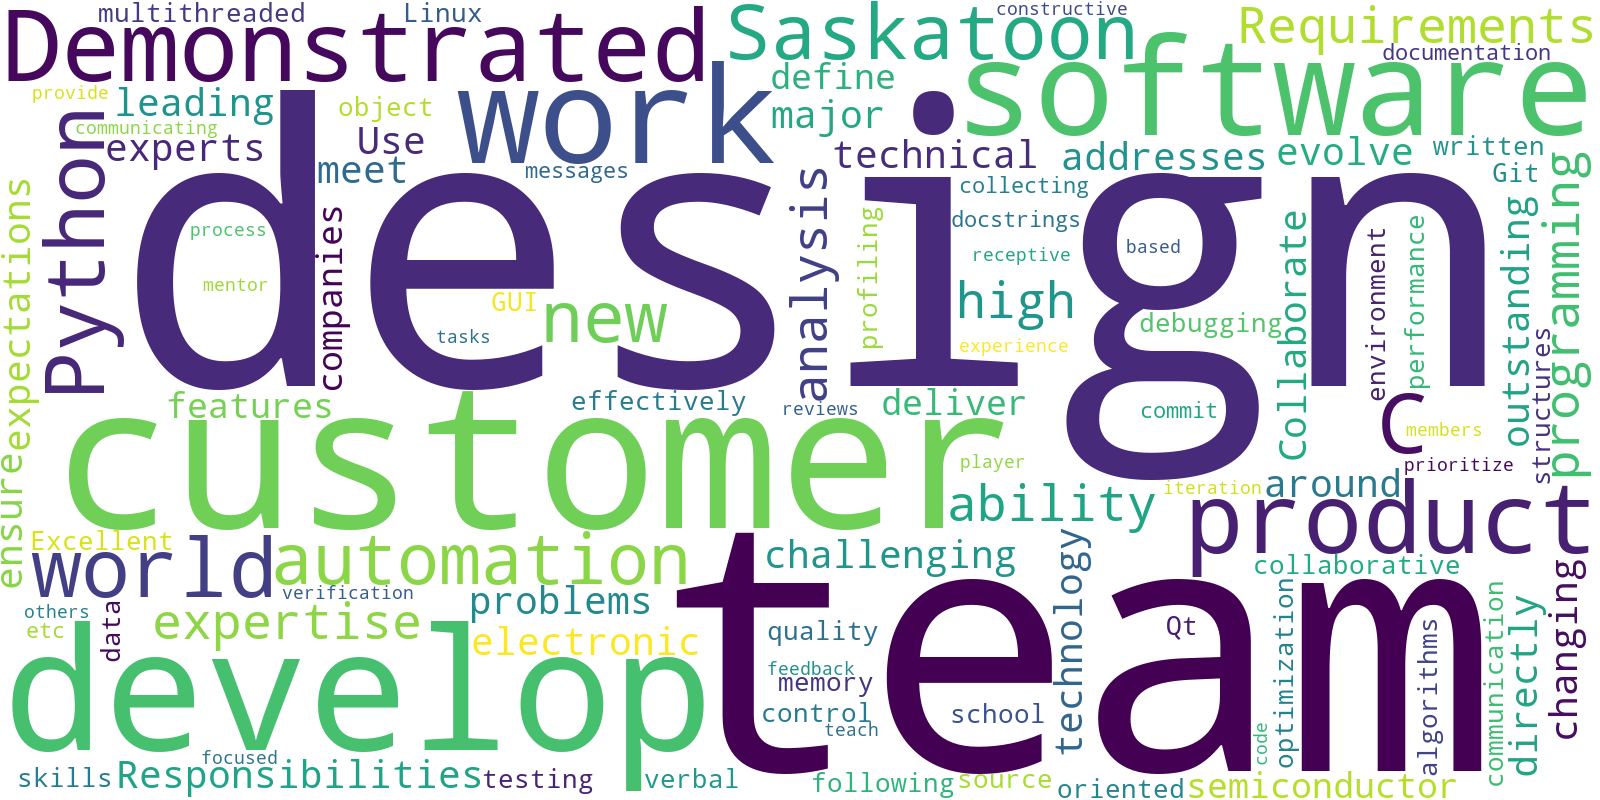 multithreaded
Linux
constructive
Demonstrated
Saskatoon
Requirements
documentation
software
define
provide
leading
object
work
major
communicating
Use
experts
technical
addresses
evolve
written
Python
meet
messages
Git
design
collecting
docstrings
programming
expectations
companies
analysis
profiling
Collaborate
environment
performance
outstanding
process
receptive
based
mentor
GUI
new
high
debugging
tasks
experience
structures
features
effectively
reviews
deliver
commit
C
members
customer
player
prioritize
ability
iteration
around
product
ensure
Excellent
world
automation
challenging
technology
collaborative
verification
others
data
expertise
problems
team
etc
electronic
quality
Qt
optimization
algorithms
communication
directly
changing
develop
feedback
memory
control
school
teach
code
focused
skills
Responsibilities
testing
verbal
following
source
oriented
semiconductor